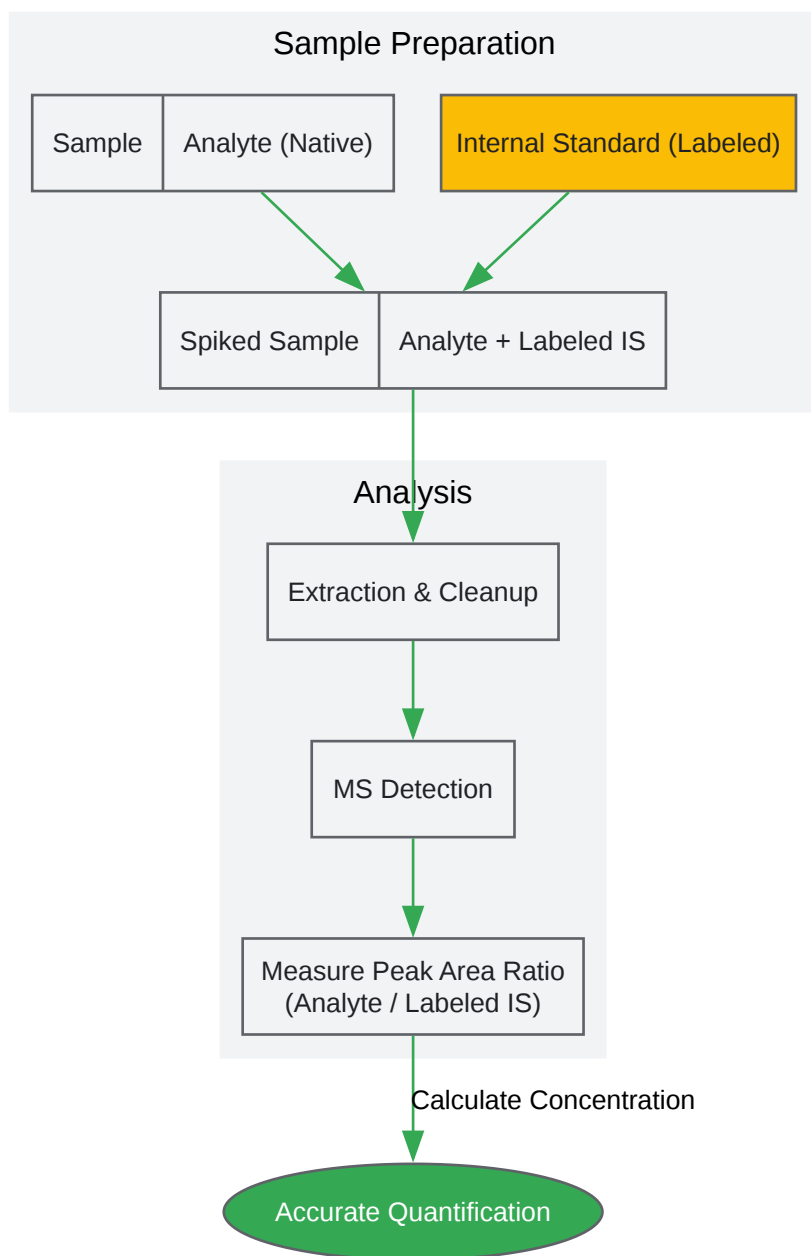 Sample Preparation
Sample
Analyte (Native)
Internal Standard (Labeled)
Spiked Sample
Analyte + Labeled IS
Analysis
Extraction & Cleanup
MS Detection
Measure Peak Area Ratio
(Analyte / Labeled IS)
Calculate Concentration
Accurate Quantification